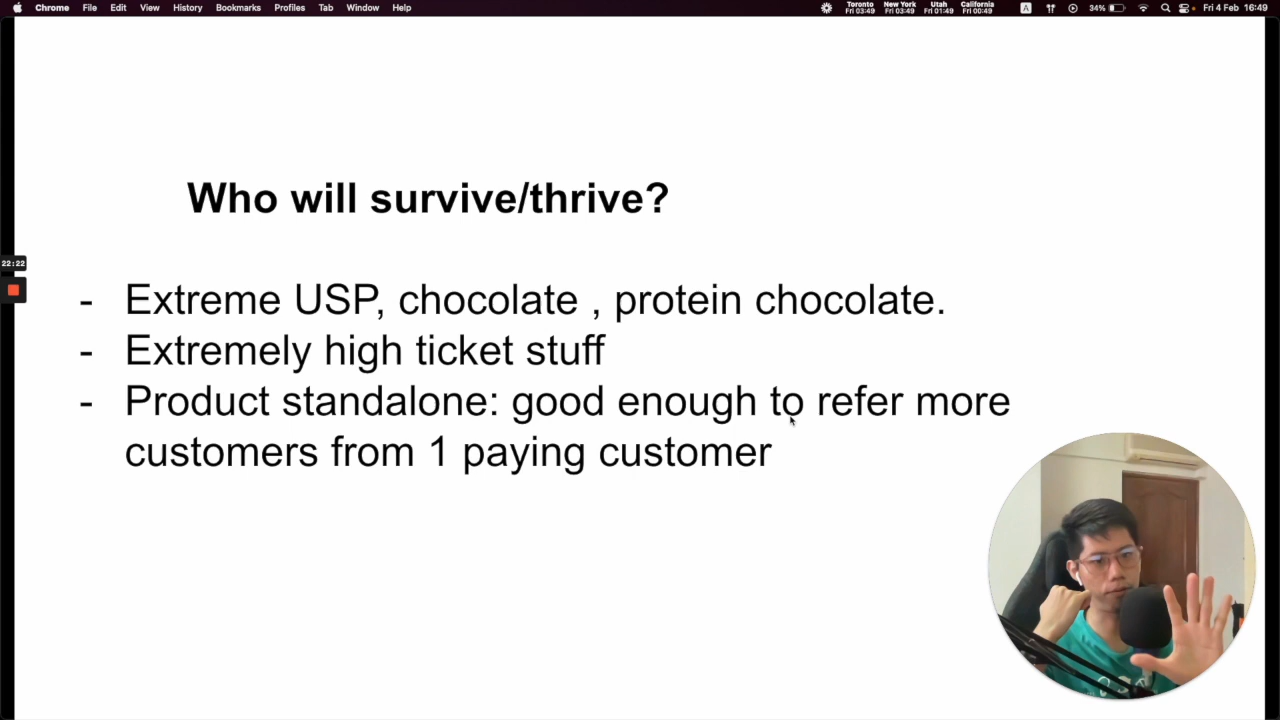 Chrome File Edit View History Bookmarks Profiles Tab Window Help
Toronto New York Utah California
Fri 03:49 Fri 03:49 Fri 01:49 Fri 00:49
A 34% Fri 4 Feb 16:49
Who will survive/thrive?
22:22
- Extreme USP, chocolate , protein chocolate.
- Extremely high ticket stuff
- Product standalone: good enough to refer more
customers from 1 paying customer